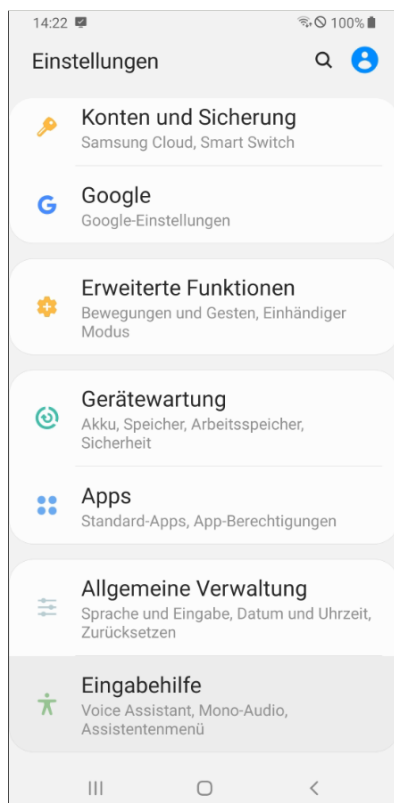 14:22 100%
Einstellungen
Konten und Sicherung
Samsung Cloud, Smart Switch
Google
Google-Einstellungen
Erweiterte Funktionen
Bewegungen und Gesten, Einhändiger
Modus
Gerätewartung
Akku, Speicher, Arbeitsspeicher,
Sicherheit
Apps
Standard-Apps, App-Berechtigungen
Allgemeine Verwaltung
Sprache und Eingabe, Datum und Uhrzeit,
Zurücksetzen
Eingabehilfe
Voice Assistant, Mono-Audio,
Assistentenmenü